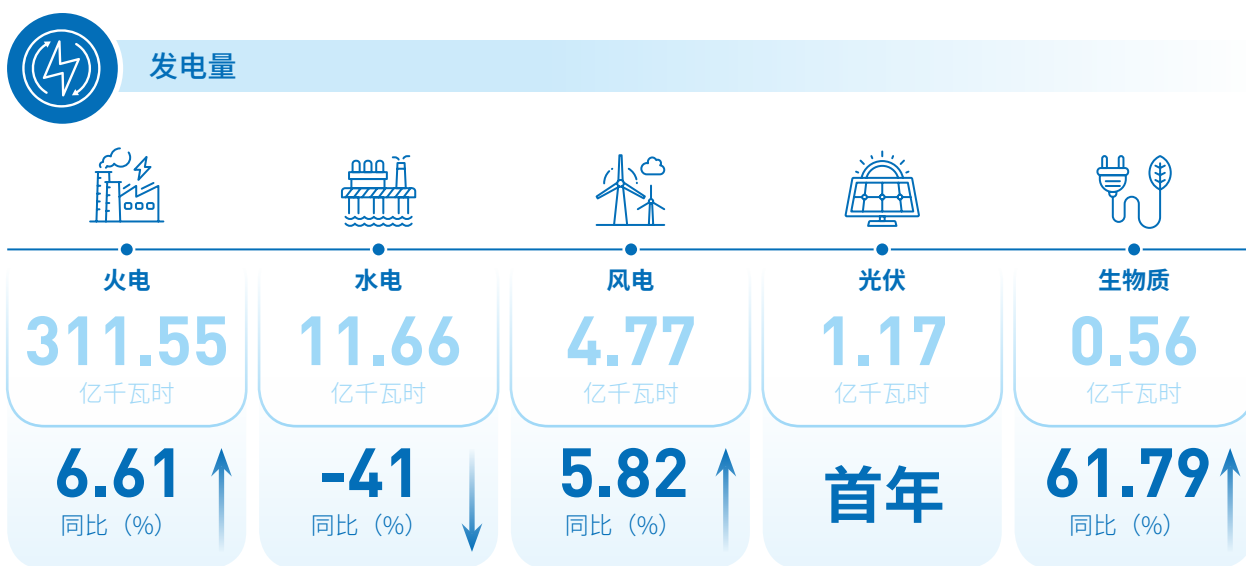 发电量
火电
311.55
亿千瓦时
6.61
同比（%）
水电
11.66
亿千瓦时
-41
同比（%）
风电
4.77
亿千瓦时
5.82
同比（%）
光伏
1.17
亿千瓦时
首年
生物质
0.56
亿千瓦时
61.79
同比（%）